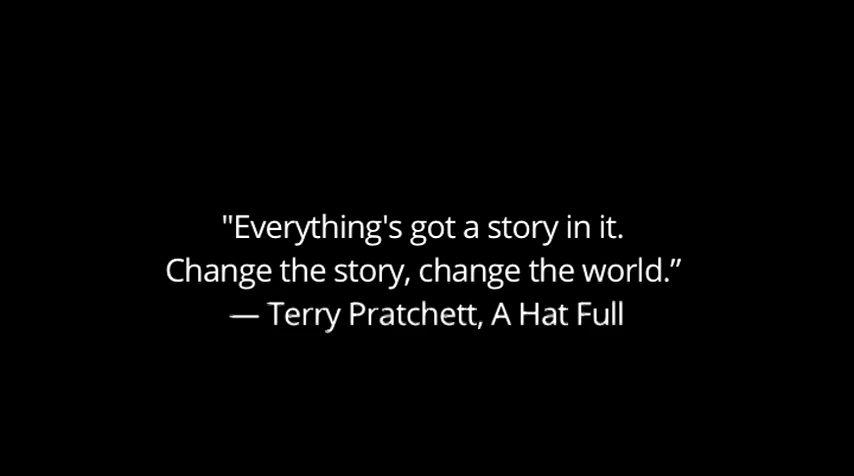 "Everything's got a story in it.
Change the story, change the world.”
— Terry Pratchett, A Hat Full